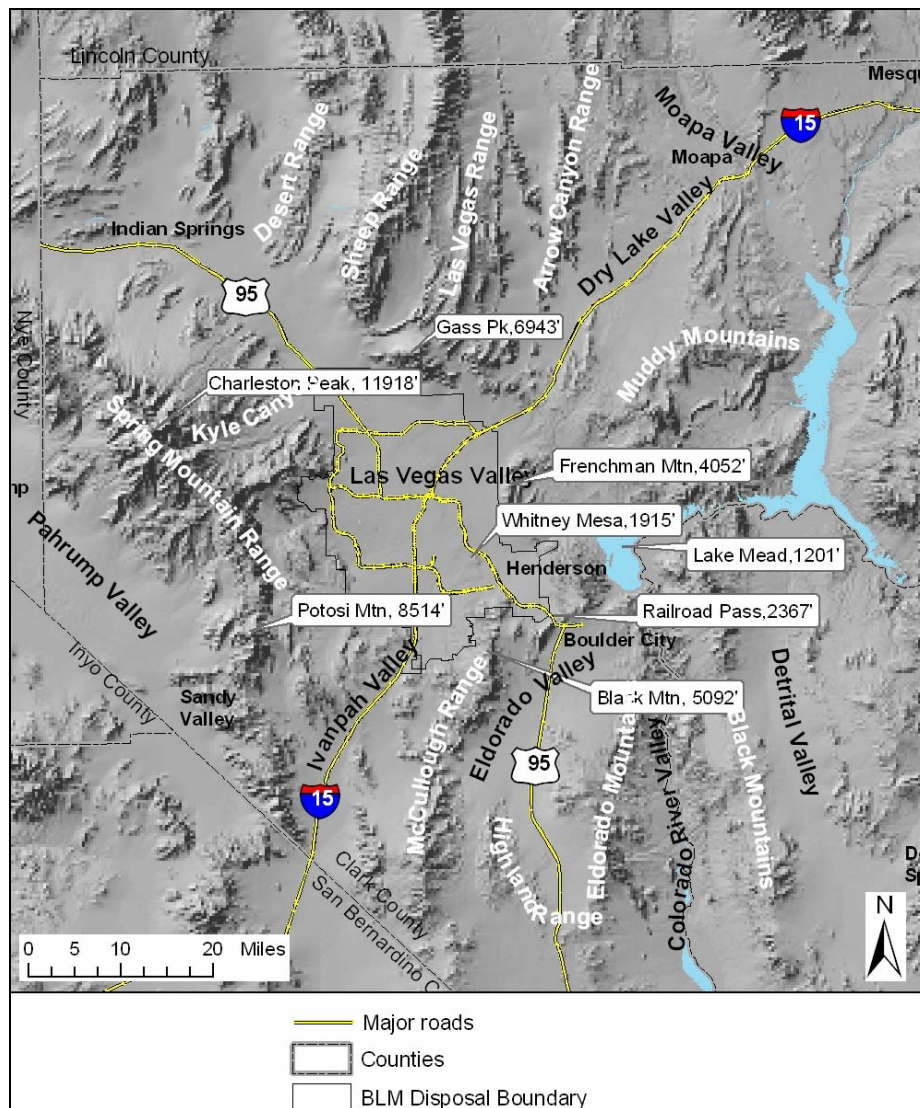 Lincoln County
Mesqu
15
Moapa Valley
Moapa
Desert Range
Sheep Range
Las Vegas Range
Arrow Canyon Range
Dry Lake Valley
Indian Springs
95
Nye County
Gass Pk,6943'
Muddy Mountains
Charleston Peak, 11918'
Kyle Cany
Spring Mountain Range
Las Vegas Valley
Frenchman Mtn,4052'
mp
Whitney Mesa,1915'
Pahrump Valley
Henderson
Lake Mead,1201'
Potosi Mtn, 8514'
Railroad Pass,2367'
Boulder City
Inyo County
Sandy
Valley
Ivanpah Valley
McCullough Range
Eldorado Valley
Black Mtn, 5092'
Detrital Valley
95
Eldorado Mountai
Colorado River Valley
Black Mountains
15
Highland Range
Clark County
San Bernardino C
D
Sp
N
0 5 10 20 Miles
Major roads
Counties
BLM Disposal Boundary